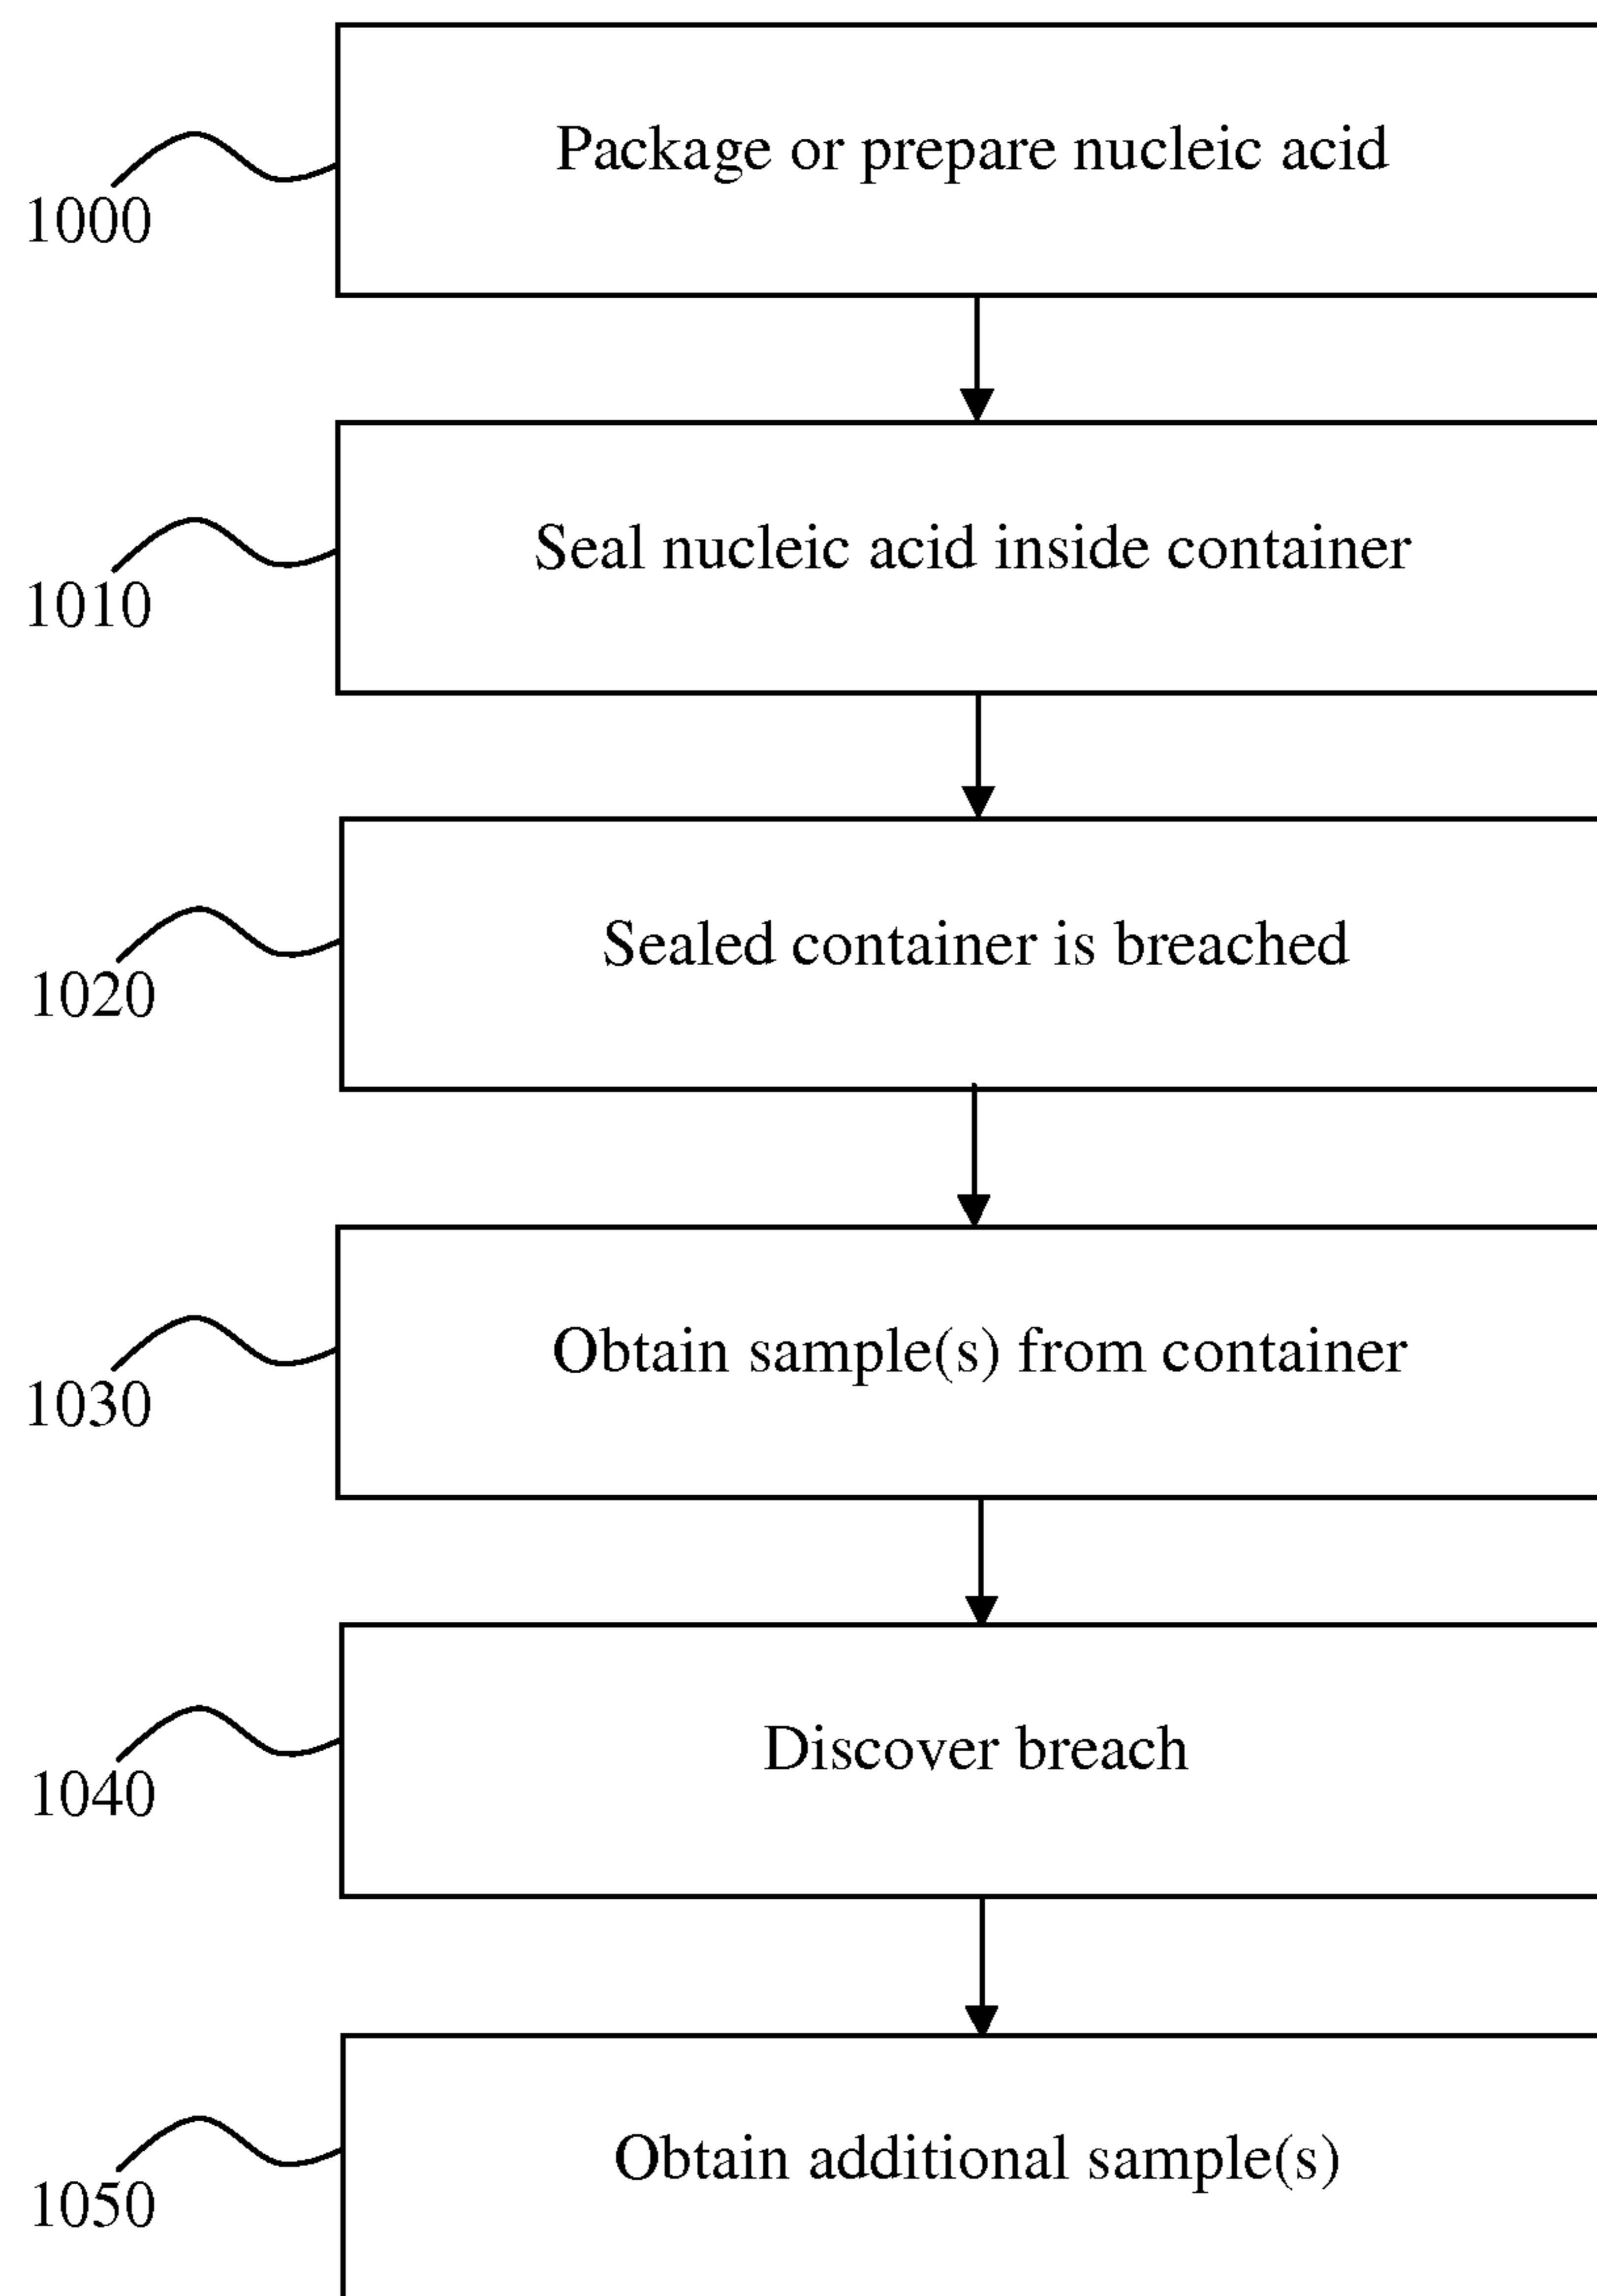 Package or prepare nucleic acid
1000
Seal nucleic acid inside container
1010
Sealed container is breached
1020
Obtain sample(s) from container
1030
Discover breach
1040
Obtain additional sample(s)
1050